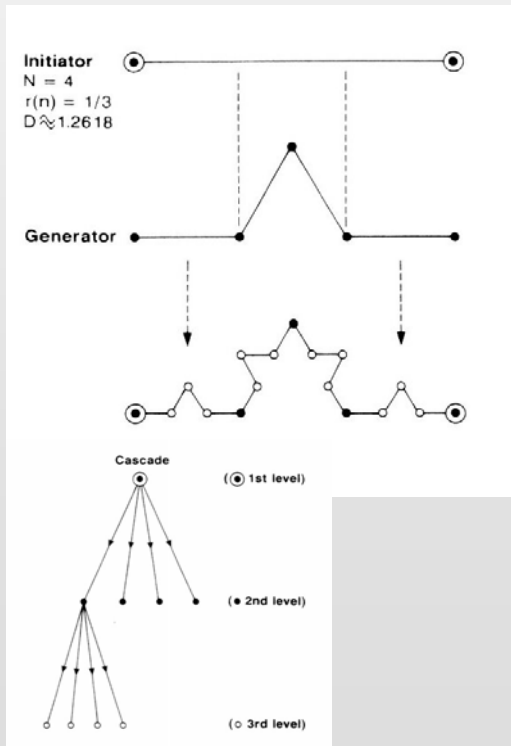 Initiator
N = 4
r(n) = 1/3
D≈1.2618
Generator
Cascade
(◉ 1st level)
(● 2nd level)
(○ 3rd level)